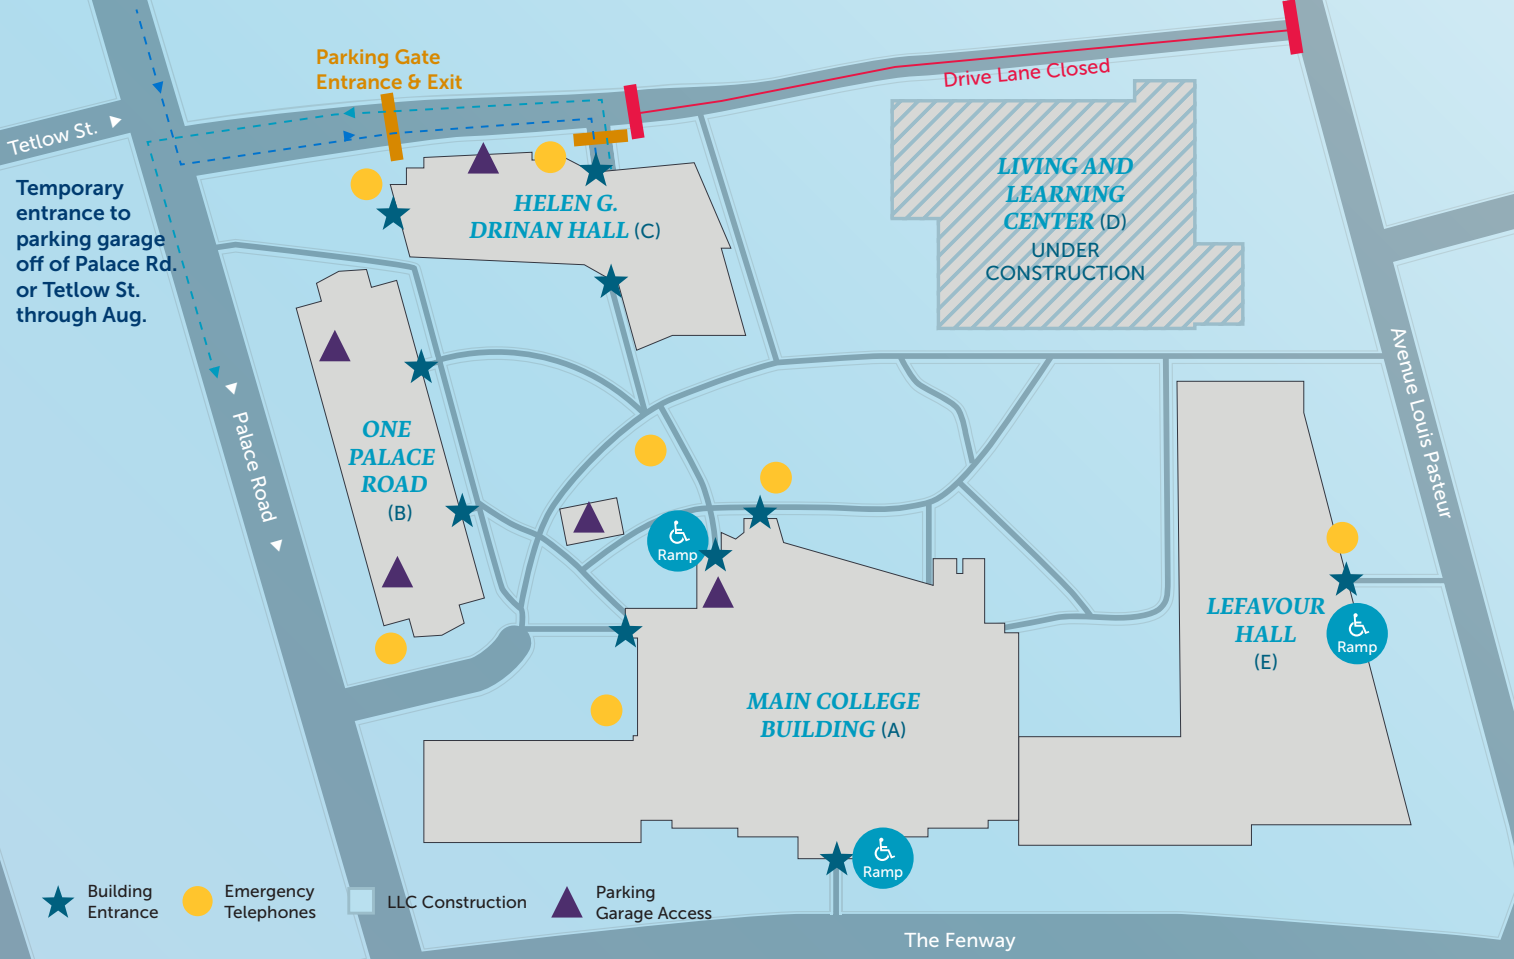 Parking Gate
Entrance & Exit
Drive Lane Closed
Tetlow St.
Temporary
entrance to
parking garage
off of Palace Rd.
or Tetlow St.
through Aug.
HELEN G.
DRINAN HALL (C)
LIVING AND
LEARNING
CENTER (D)
UNDER
CONSTRUCTION
Avenue Louis Pasteur
Palace Road
ONE
PALACE
ROAD
(B)
Ramp
LEFAVOUR
HALL
(E)
Ramp
MAIN COLLEGE
BUILDING (A)
Ramp
Building
Entrance
Emergency
Telephones
LLC Construction
Parking
Garage Access
The Fenway